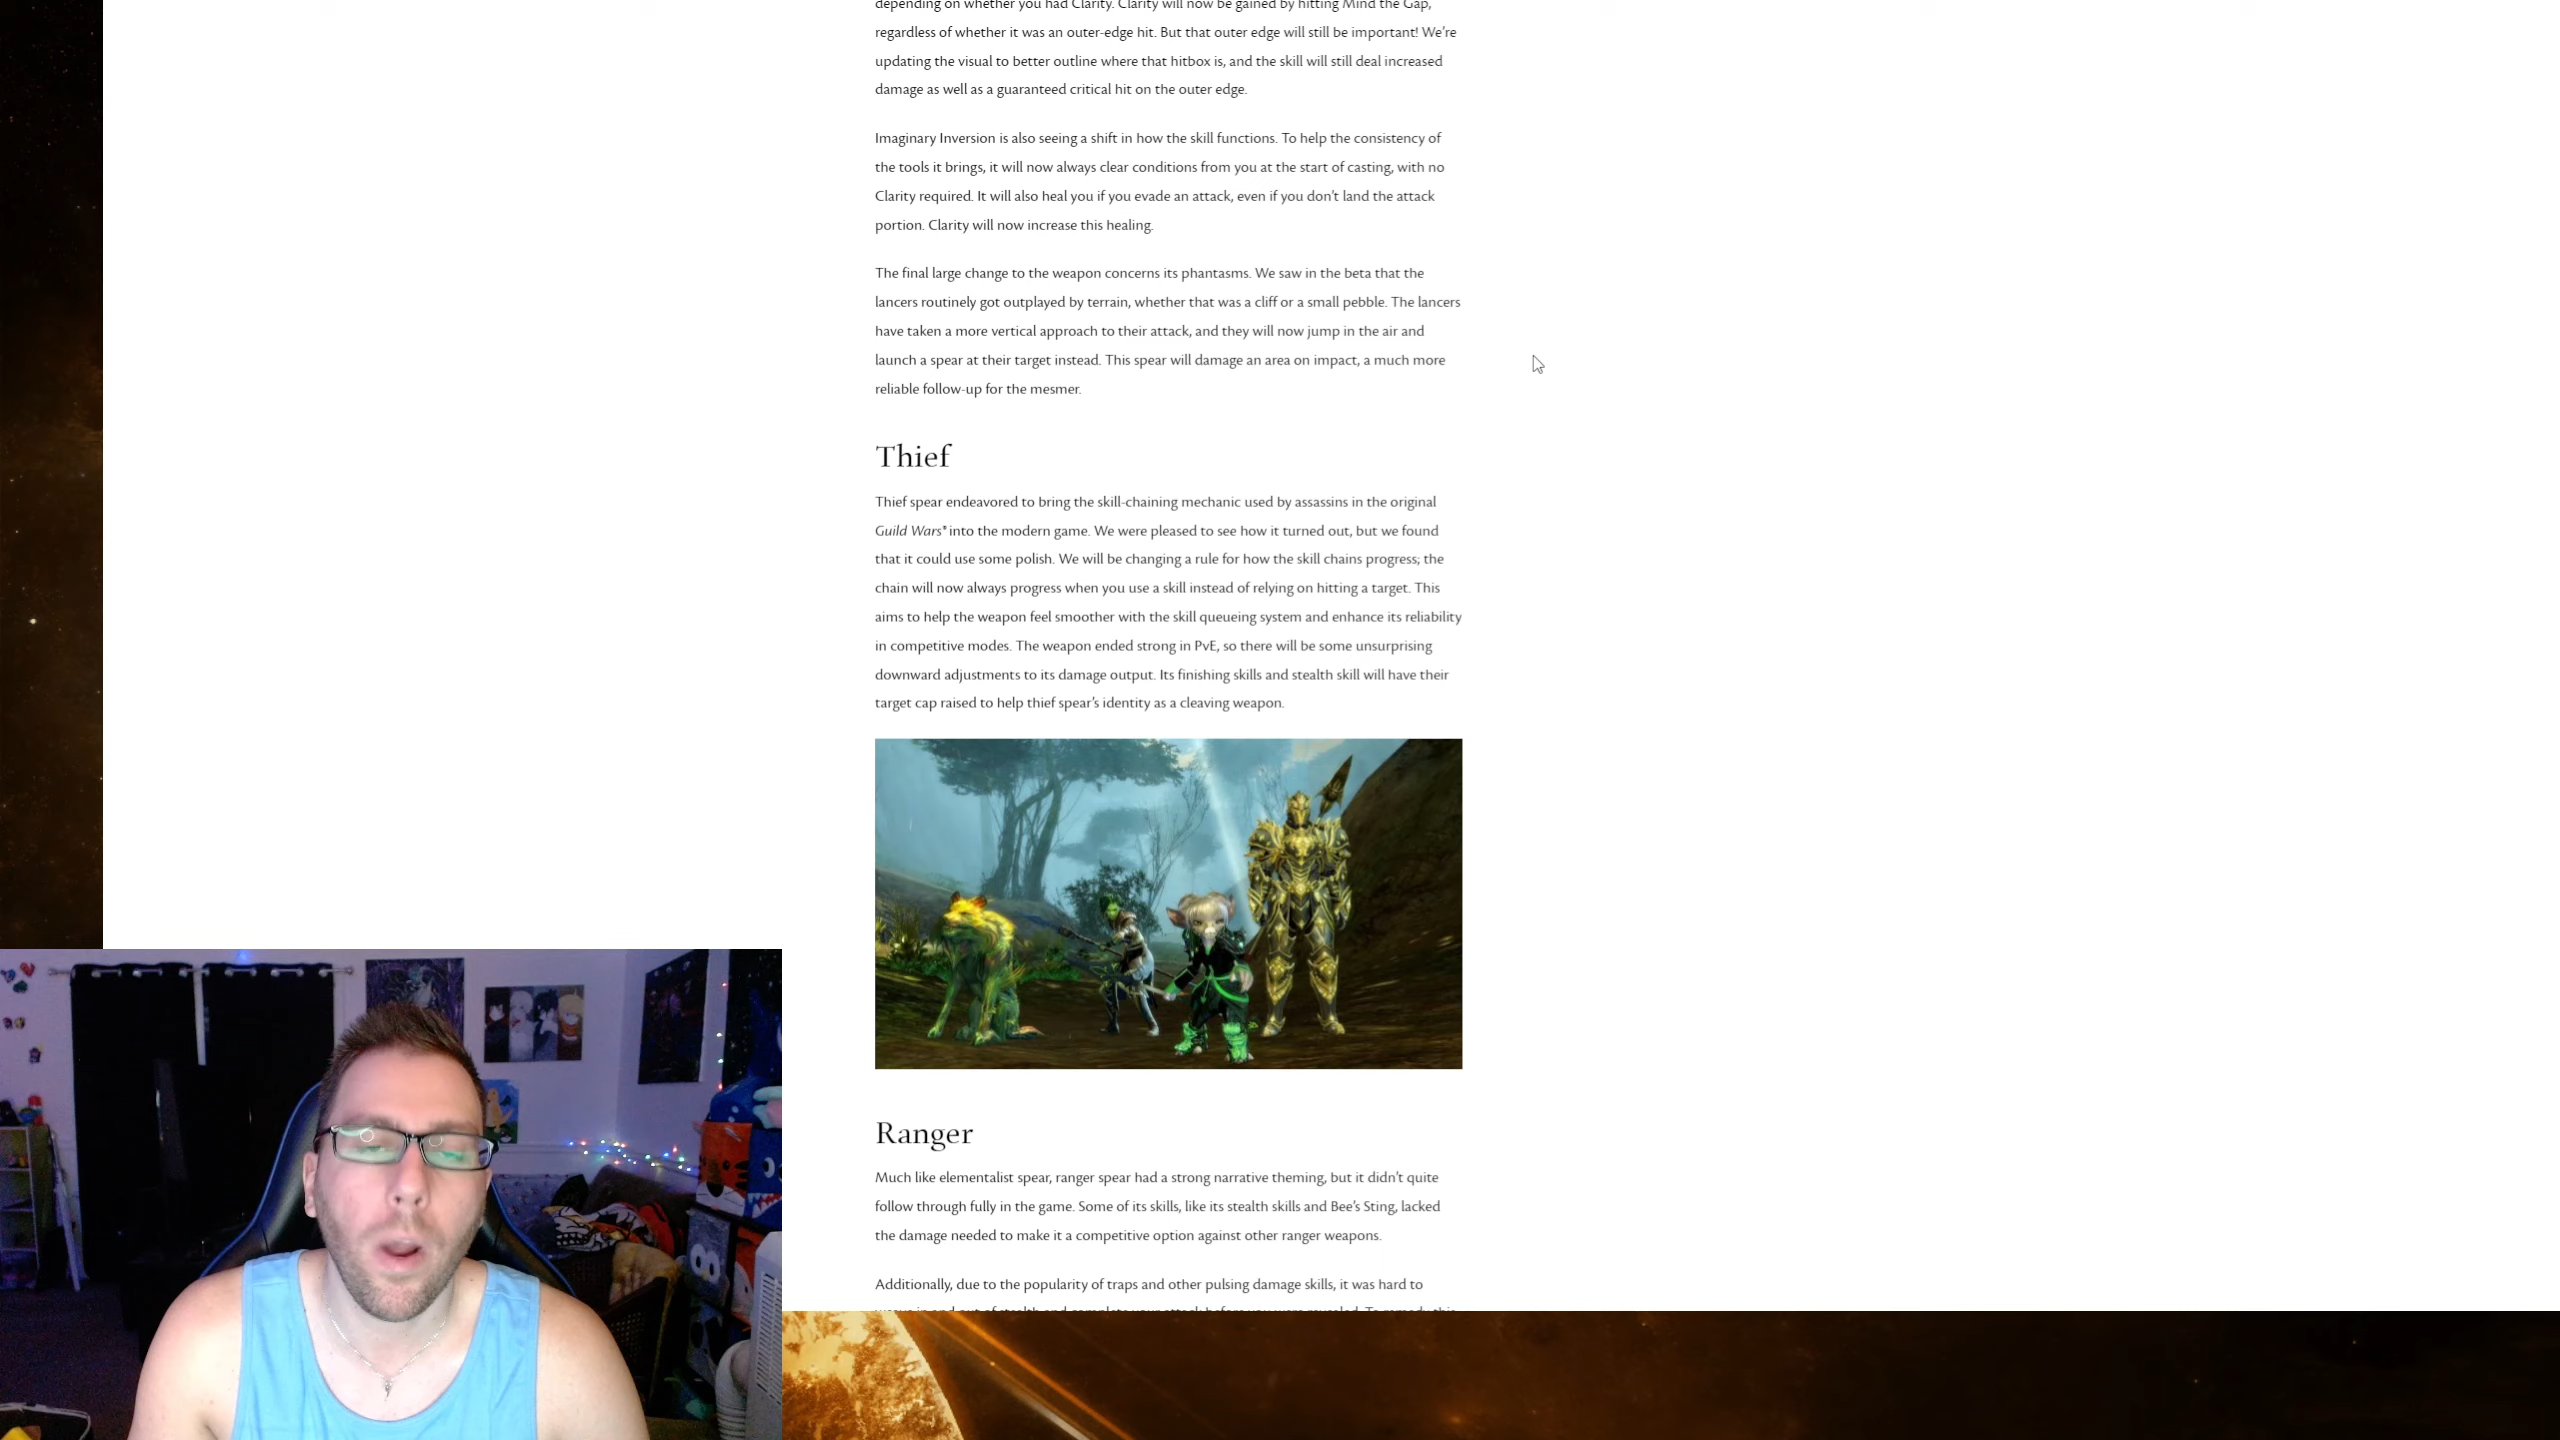 depending on whether you had Clarity. Clarity will now be gained by hitting Mind the Gap,
regardless of whether it was an outer-edge hit. But that outer edge will still be important! We’re
updating the visual to better outline where that hitbox is, and the skill will still deal increased
damage as well as a guaranteed critical hit on the outer edge.
Imaginary Inversion is also seeing a shift in how the skill functions. To help the consistency of
the tools it brings, it will now always clear conditions from you at the start of casting, with no
Clarity required. It will also heal you if you evade an attack, even if you don’t land the attack
portion. Clarity will now increase this healing.
The final large change to the weapon concerns its phantasms. We saw in the beta that the
lancers routinely got outplayed by terrain, whether that was a cliff or a small pebble. The lancers
have taken a more vertical approach to their attack, and they will now jump in the air and
launch a spear at their target instead. This spear will damage an area on impact, a much more
reliable follow-up for the mesmer.
Thief
Thief spear endeavored to bring the skill-chaining mechanic used by assassins in the original
Guild Wars® into the modern game. We were pleased to see how it turned out, but we found
that it could use some polish. We will be changing a rule for how the skill chains progress; the
chain will now always progress when you use a skill instead of relying on hitting a target. This
aims to help the weapon feel smoother with the skill queueing system and enhance its reliability
in competitive modes. The weapon ended strong in PvE, so there will be some unsurprising
downward adjustments to its damage output. Its finishing skills and stealth skill will have their
target cap raised to help thief spear’s identity as a cleaving weapon.
Ranger
Much like elementalist spear, ranger spear had a strong narrative theming, but it didn’t quite
follow through fully in the game. Some of its skills, like its stealth skills and Bee’s Sting, lacked
the damage needed to make it a competitive option against other ranger weapons.
Additionally, due to the popularity of traps and other pulsing damage skills, it was hard to
weave in and out of stealth and complete your attack before you were revealed. To remedy this